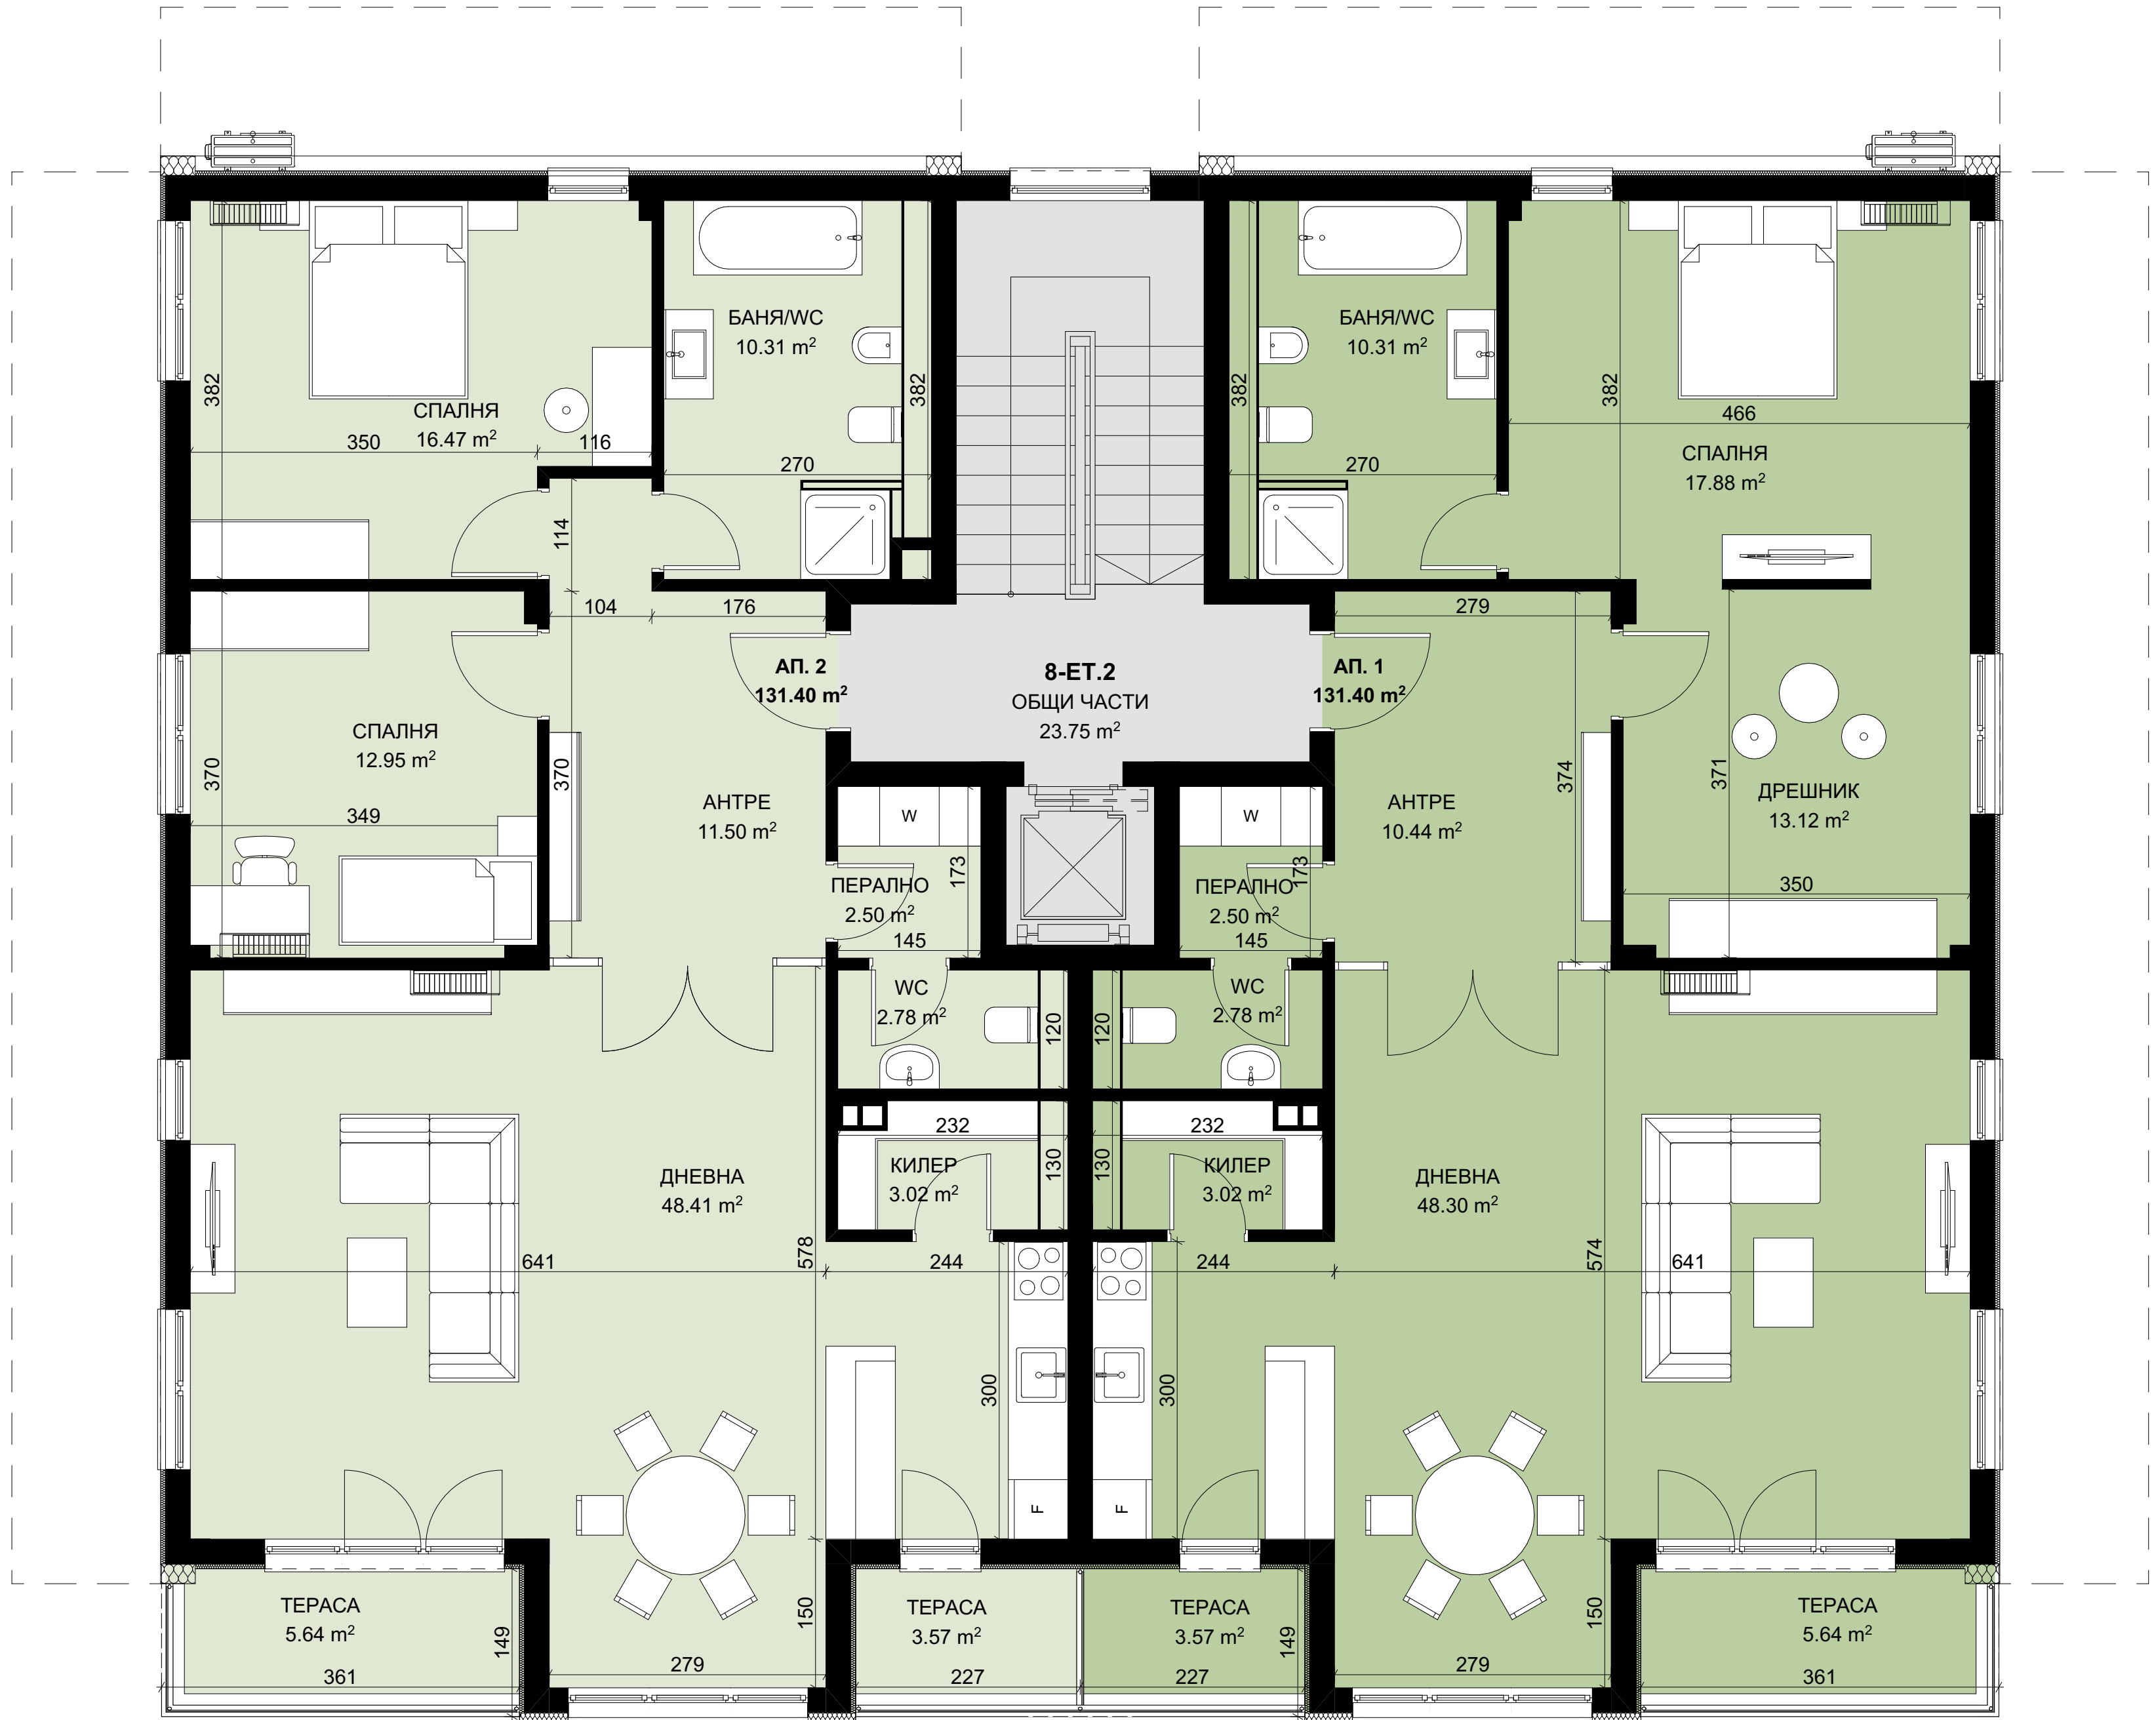 БАНЯ/WC
10.31 m²
БАНЯ/WC
10.31 m²
382
382
382
382
СПАЛНЯ
16.47 m²
350
116
270
270
466
СПАЛНЯ
17.88 m²
114
104
176
279
АП. 2
131.40 m²
8-ЕТ.2
ОБЩИ ЧАСТИ
23.75 m²
АП. 1
131.40 m²
СПАЛНЯ
12.95 m²
370
349
370
АНТРЕ
11.50 m²
W
W
АНТРЕ
10.44 m²
374
371
ДРЕШНИК
13.12 m²
350
ПЕРАЛНО
2.50 m²
173
145
ПЕРАЛНО
2.50 m²
173
145
WC
2.78 m²
120
120
WC
2.78 m²
232
232
КИЛЕР
3.02 m²
130
130
КИЛЕР
3.02 m²
ДНЕВНА
48.41 m²
ДНЕВНА
48.30 m²
641
578
244
244
574
641
300
300
F
F
ТЕРАСА
5.64 m²
149
361
150
279
ТЕРАСА
3.57 m²
227
ТЕРАСА
3.57 m²
149
227
150
279
ТЕРАСА
5.64 m²
361